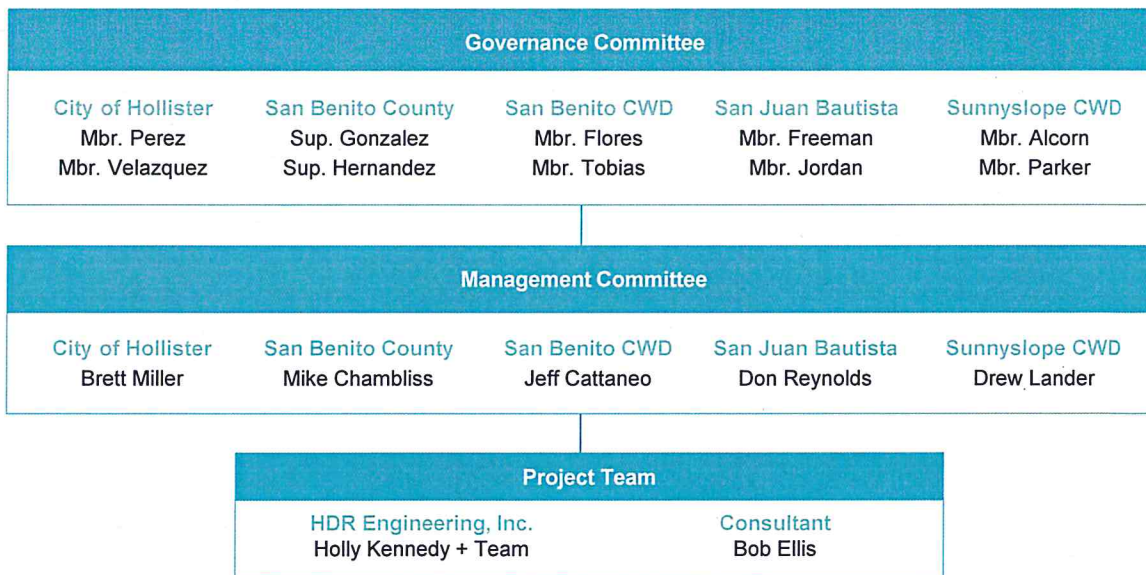 Governance Committee
City of Hollister San Benito County San Benito CWD San Juan Bautista Sunnyslope CWD
Mbr. Perez Sup. Gonzalez Mbr. Flores Mbr. Freeman Mbr. Alcorn
Mbr. Velazquez Sup. Hernandez Mbr. Tobias Mbr. Jordan Mbr. Parker
Management Committee
City of Hollister San Benito County San Benito CWD San Juan Bautista Sunnyslope CWD
Brett Miller Mike Chambliss Jeff Cattaneo Don Reynolds Drew Lander
Project Team
HDR Engineering, Inc. Consultant
Holly Kennedy + Team Bob Ellis